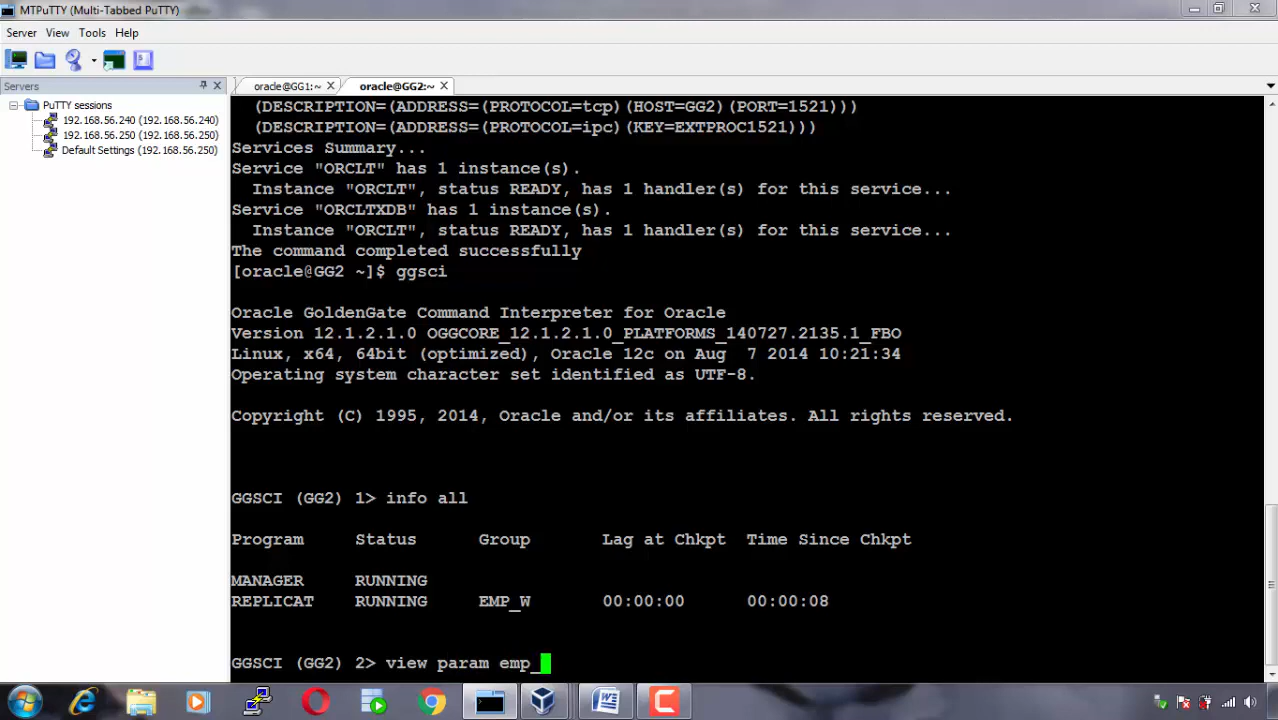 MTPuTTY (Multi-Tabbed PuTTY)
Server View Tools Help
Servers
PuTTY sessions
192.168.56.240 (192.168.56.240)
192.168.56.250 (192.168.56.250)
Default Settings (192.168.56.250)
oracle@GG1:~ oracle@GG2:~
(DESCRIPTION=(ADDRESS=(PROTOCOL=tcp)(HOST=GG2)(PORT=1521)))
(DESCRIPTION=(ADDRESS=(PROTOCOL=ipc)(KEY=EXTPROC1521)))
Services Summary...
Service "ORCLT" has 1 instance(s).
Instance "ORCLT", status READY, has 1 handler(s) for this service...
Service "ORCLTXDB" has 1 instance(s).
Instance "ORCLT", status READY, has 1 handler(s) for this service...
The command completed successfully
[oracle@GG2 ~]$ ggsci
Oracle GoldenGate Command Interpreter for Oracle
Version 12.1.2.1.0 OGGCORE_12.1.2.1.0_PLATFORMS_140727.2135.1_FBO
Linux, x64, 64bit (optimized), Oracle 12c on Aug  7 2014 10:21:34
Operating system character set identified as UTF-8.
Copyright (C) 1995, 2014, Oracle and/or its affiliates. All rights reserved.
GGSCI (GG2) 1> info all
Program Status Group Lag at Chkpt Time Since Chkpt
MANAGER RUNNING
REPLICAT RUNNING EMP_W 00:00:00 00:00:08
GGSCI (GG2) 2> view param emp_